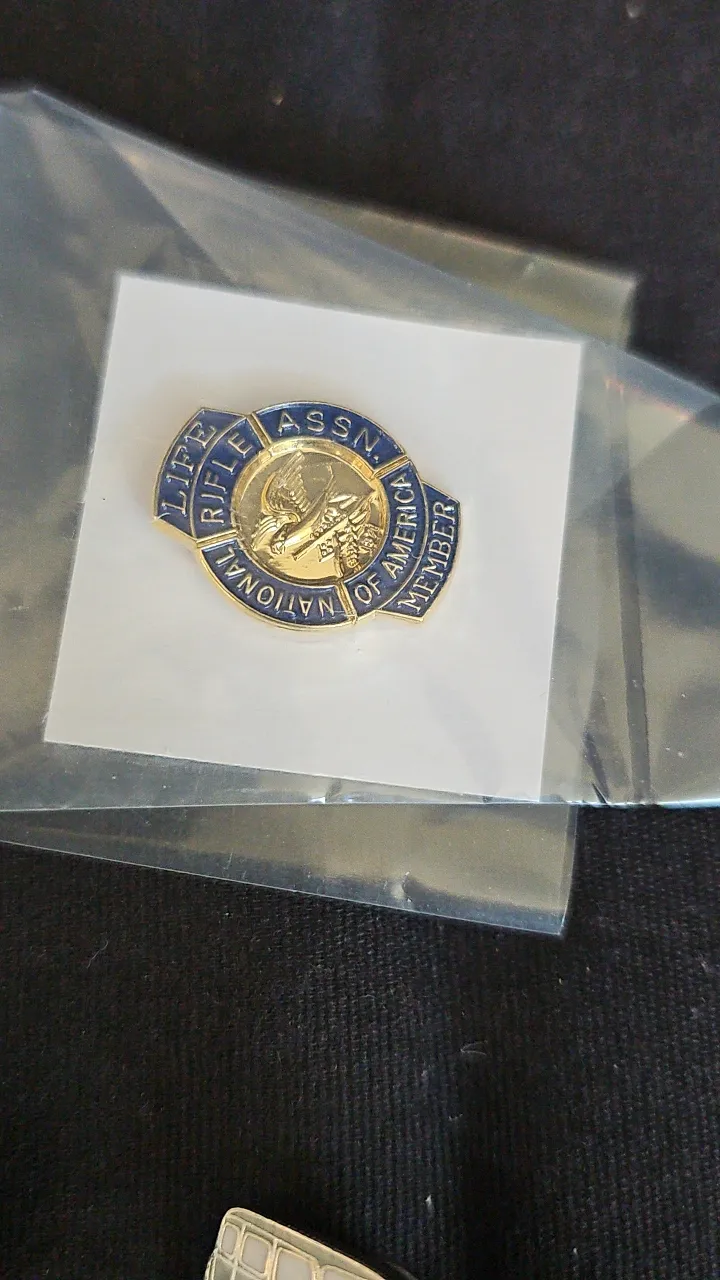 LIFE
NATIONAL
RIFLE
ASSN.
OF AMERICA
MEMBER